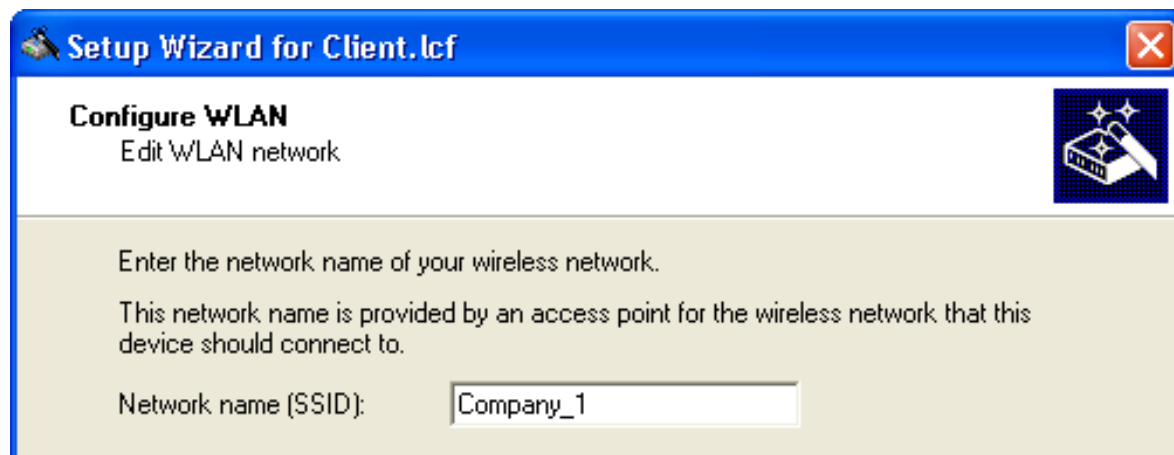 Setup Wizard for Client.lcf
Configure WLAN
Edit WLAN network
Enter the network name of your wireless network.
This network name is provided by an access point for the wireless network that this
device should connect to.
Network name (SSID): Company_1